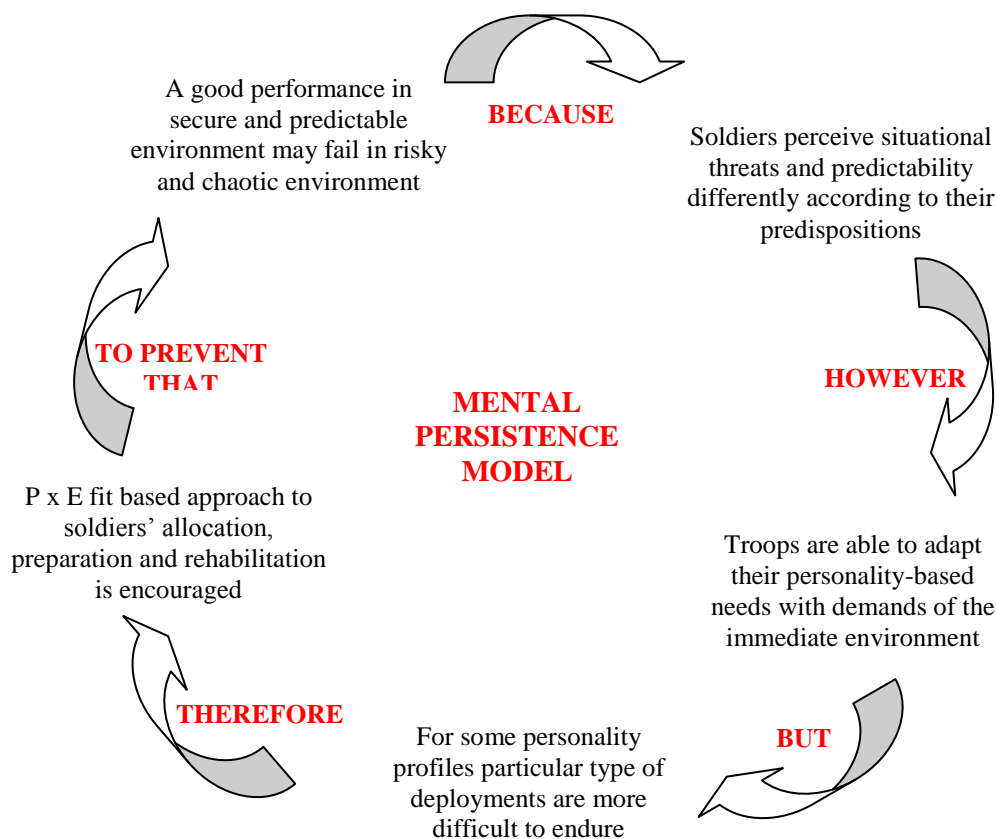 A good performance in
secure and predictable
environment may fail in risky
and chaotic environment
BECAUSE
Soldiers perceive situational
threats and predictability
differently according to their
predispositions
HOWEVER
Troops are able to adapt
their personality-based
needs with demands of the
immediate environment
BUT
For some personality
profiles particular type of
deployments are more
difficult to endure
THEREFORE
P x E fit based approach to
soldiers’ allocation,
preparation and rehabilitation
is encouraged
TO PREVENT
THAT
MENTAL
PERSISTENCE
MODEL